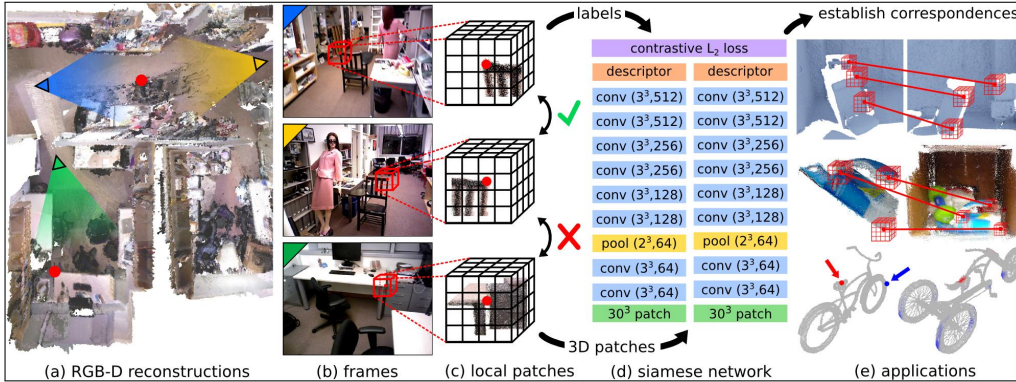 labels
establish correspondences
contrastive L₂ loss
descriptor descriptor
conv (3³,512) conv (3³,512)
conv (3³,512) conv (3³,512)
conv (3³,256) conv (3³,256)
conv (3³,256) conv (3³,256)
conv (3³,128) conv (3³,128)
conv (3³,128) conv (3³,128)
pool (2³,64) pool (2³,64)
conv (3³,64) conv (3³,64)
conv (3³,64) conv (3³,64)
30³ patch 30³ patch
3D patches
(a) RGB-D reconstructions (b) frames (c) local patches (d) siamese network (e) applications